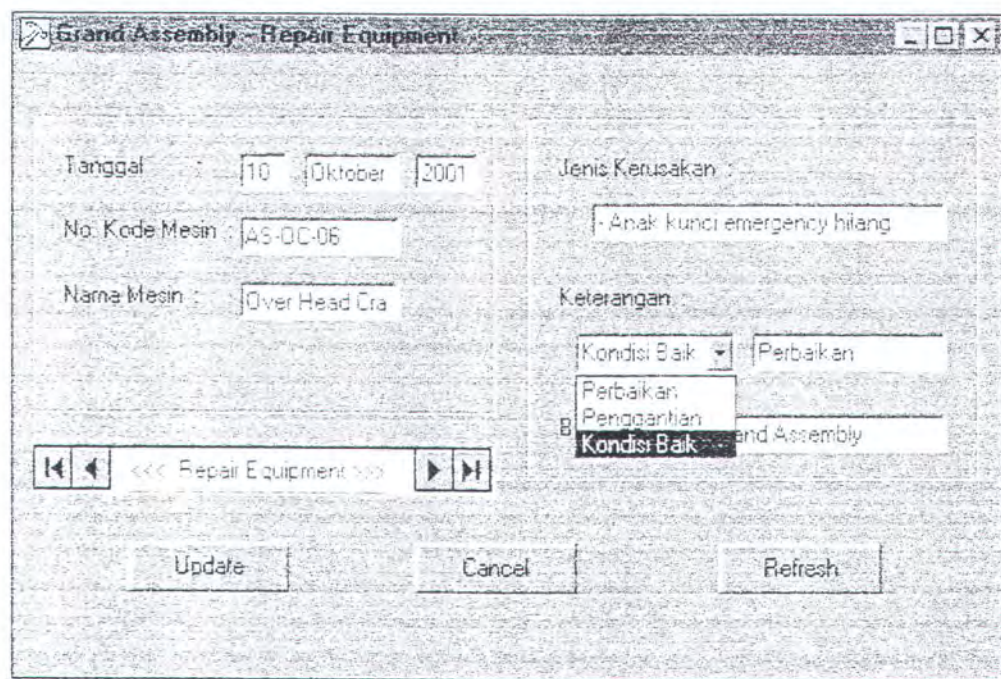 Grand Assembly - Repair Equipment
Tanggal : 10 Oktober 2001
No. Kode Mesin : AS-OC-06
Nama Mesin : Over Head Cra
<<< Repair Equipment >>>
Jenis Kerusakan :
- Anak kunci emergency hilang
Keterangan :
Kondisi Baik Perbaikan
Perbaikan
Penggantian
Kondisi Baik
B and Assembly
Update Cancel Refresh